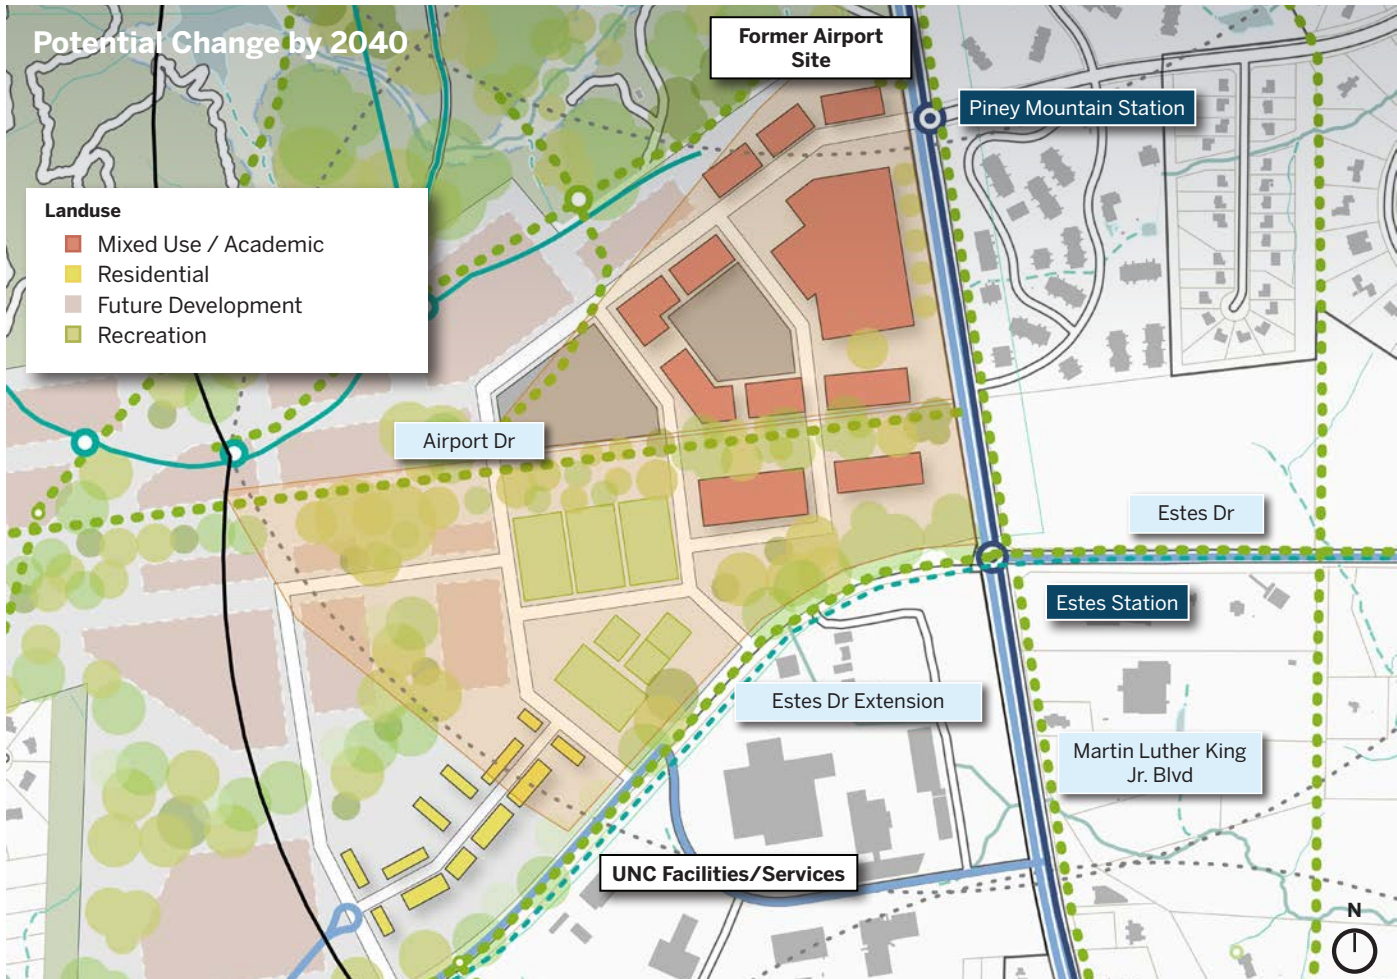 Potential Change by 2040
Former Airport
Site
Piney Mountain Station
Landuse
Mixed Use / Academic
Residential
Future Development
Recreation
Airport Dr
Estes Dr
Estes Station
Estes Dr Extension
Martin Luther King
Jr. Blvd
UNC Facilities/Services
N